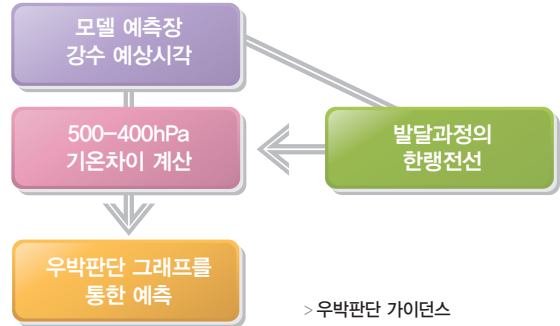 모델 예측장
강수 예상시각
500-400hPa
기온차이 계산
발달과정의
한랭전선
우박판단 그래프를
통한 예측
> 우박판단 가이던스